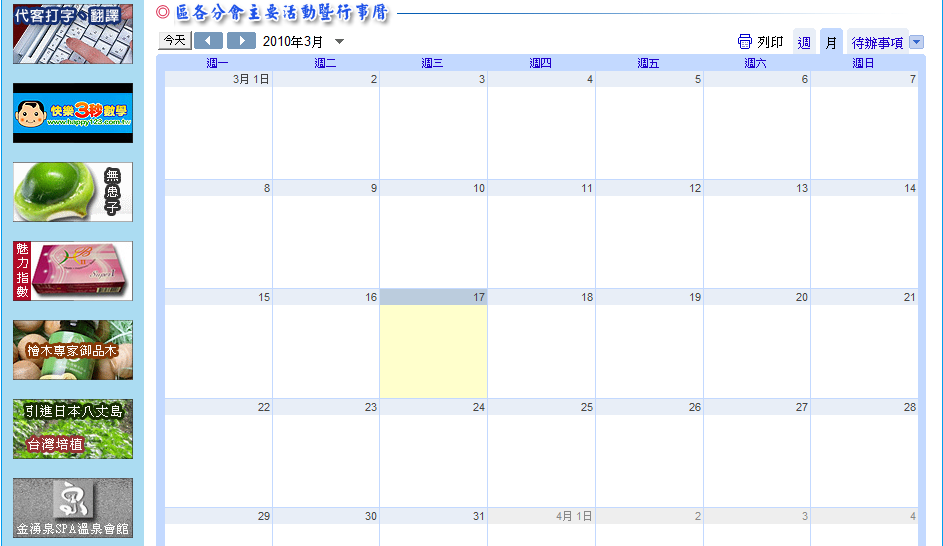 代客打字、翻譯
快樂3秒數學
www.happy123.com.tw
無患子
魅力指數
檜木專家御品木
引進日本八丈島
台灣培植
金湧泉SPA溫泉會館
區各分會主要活動暨行事曆
今天 2010年3月 列印 週 月 待辦事項
週一 週二 週三 週四 週五 週六 週日
3月 1日 2 3 4 5 6 7
8 9 10 11 12 13 14
15 16 17 18 19 20 21
22 23 24 25 26 27 28
29 30 31 4月 1日 2 3 4